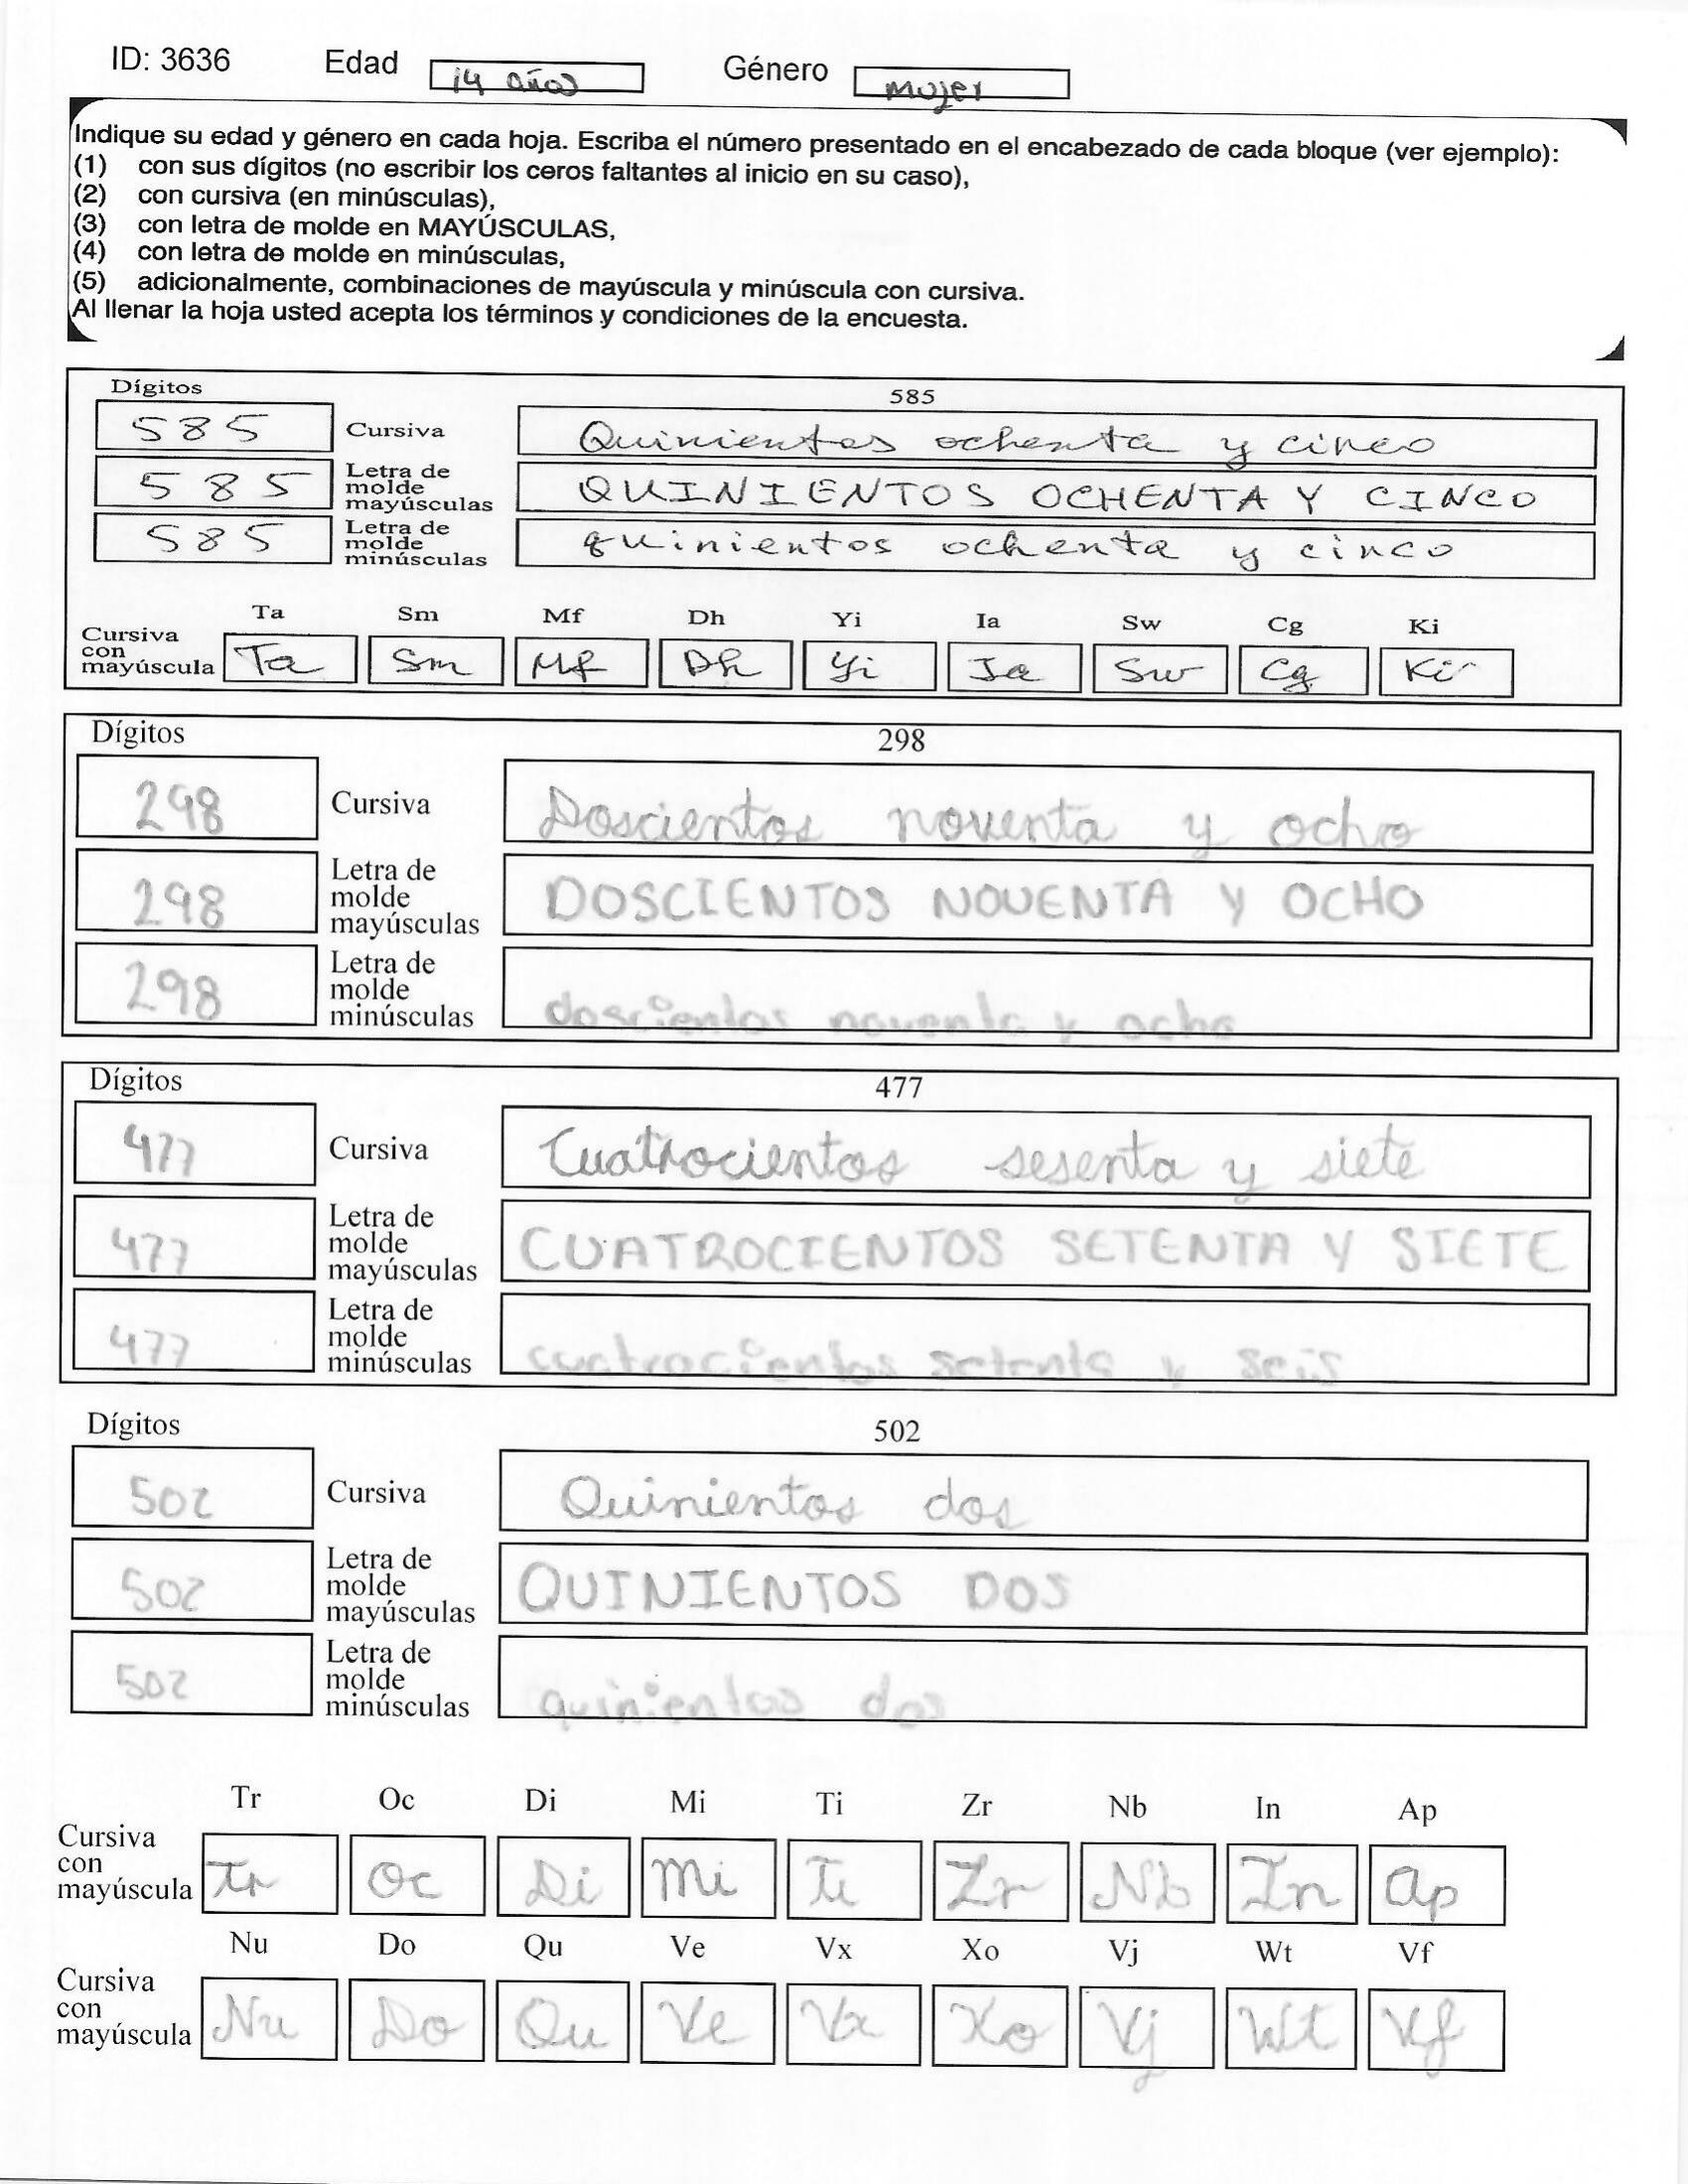 ID: 3636 Edad 14 años Género mujer
Indique su edad y género en cada hoja. Escriba el número presentado en el encabezado de cada bloque (ver ejemplo):
(1) con sus dígitos (no escribir los ceros faltantes al inicio en su caso),
(2) con cursiva (en minúsculas),
(3) con letra de molde en MAYÚSCULAS,
(4) con letra de molde en minúsculas,
(5) adicionalmente, combinaciones de mayúscula y minúscula con cursiva.
Al llenar la hoja usted acepta los términos y condiciones de la encuesta.
Dígitos 585
585 Cursiva Quinientos ochenta y cinco
585 Letra de molde mayúsculas QUINIENTOS OCHENTA Y CINCO
585 Letra de molde minúsculas quinientos ochenta y cinco
Ta Sm Mf Dh Yi Ia Sw Cg Ki
Cursiva con mayúscula Ta Sm Mf Dh Yi Ia Sw Cg Ki
Dígitos 298
298 Cursiva Doscientos noventa y ocho
298 Letra de molde mayúsculas DOSCIENTOS NOVENTA Y OCHO
298 Letra de molde minúsculas doscientos noventa y ocho
Dígitos 477
477 Cursiva Cuatrocientos sesenta y siete
477 Letra de molde mayúsculas CUATROCIENTOS SETENTA Y SIETE
477 Letra de molde minúsculas cuatrocientos setenta y seis
Dígitos 502
502 Cursiva Quinientos dos
502 Letra de molde mayúsculas QUINIENTOS DOS
502 Letra de molde minúsculas quinientos dos
Tr Oc Di Mi Ti Zr Nb In Ap
Cursiva con mayúscula Tr Oc Di Mi Ti Zr Nb In Ap
Nu Do Qu Ve Vx Xo Vj Wt Vf
Cursiva con mayúscula Nu Do Qu Ve Vx Xo Vj Wt Vf